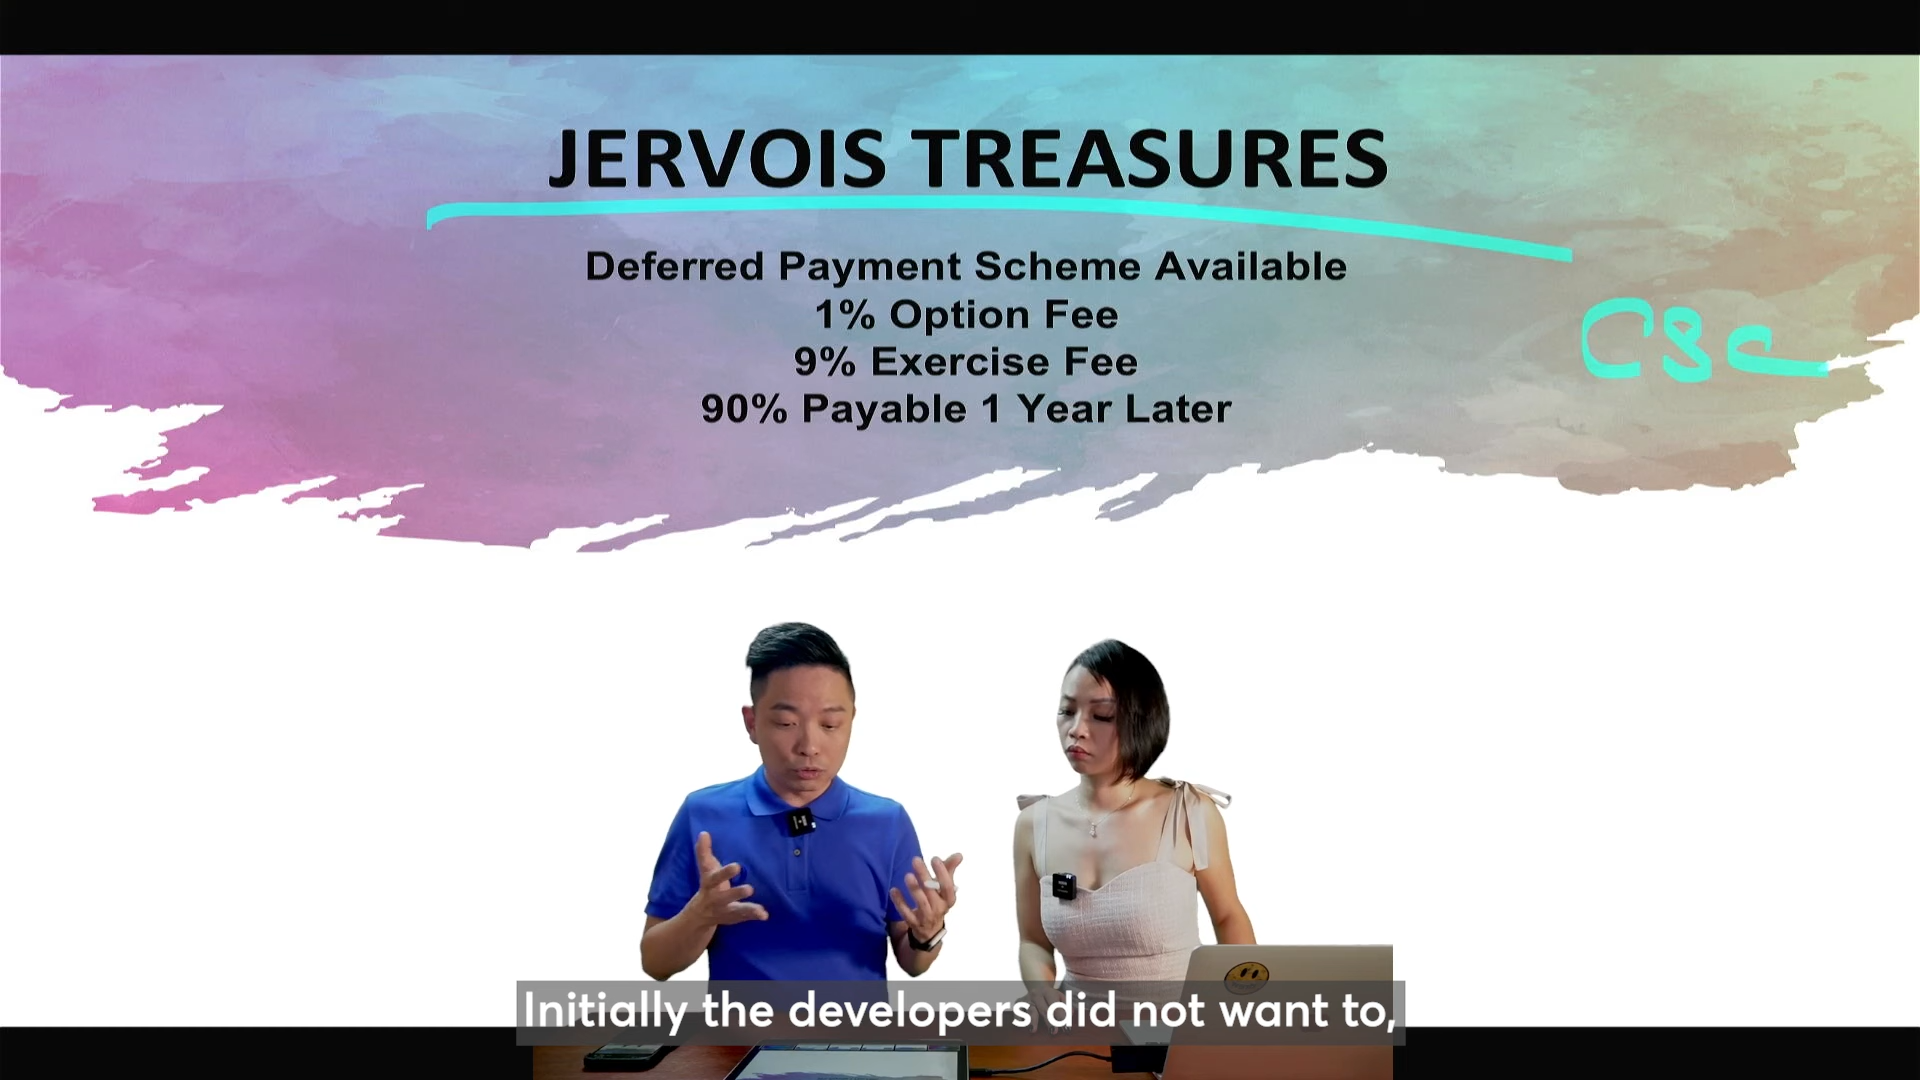 JERVOIS TREASURES
Deferred Payment Scheme Available
1% Option Fee
CSC
9% Exercise Fee
90% Payable 1 Year Later
Initially the developers did not want to,